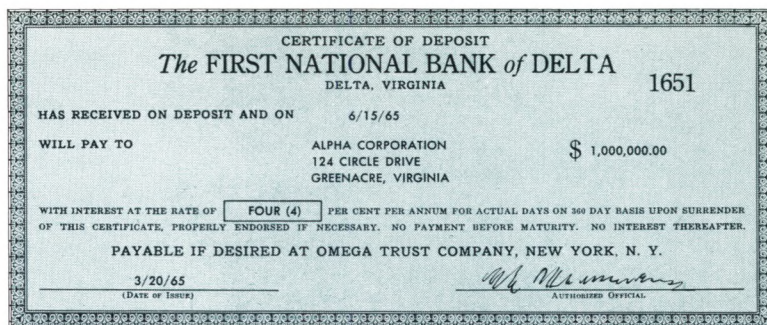 CERTIFICATE OF DEPOSIT
The FIRST NATIONAL BANK of DELTA
DELTA, VIRGINIA
1651
HAS RECEIVED ON DEPOSIT AND ON 6/15/65
WILL PAY TO ALPHA CORPORATION $ 1,000,000.00
124 CIRCLE DRIVE
GREENACRE, VIRGINIA
WITH INTEREST AT THE RATE OF FOUR (4) PER CENT PER ANNUM FOR ACTUAL DAYS ON 360 DAY BASIS UPON SURRENDER
OF THIS CERTIFICATE, PROPERLY ENDORSED IF NECESSARY. NO PAYMENT BEFORE MATURITY. NO INTEREST THEREAFTER.
PAYABLE IF DESIRED AT OMEGA TRUST COMPANY, NEW YORK, N. Y.
3/20/65
(DATE OF ISSUE) AUTHORIZED OFFICIAL